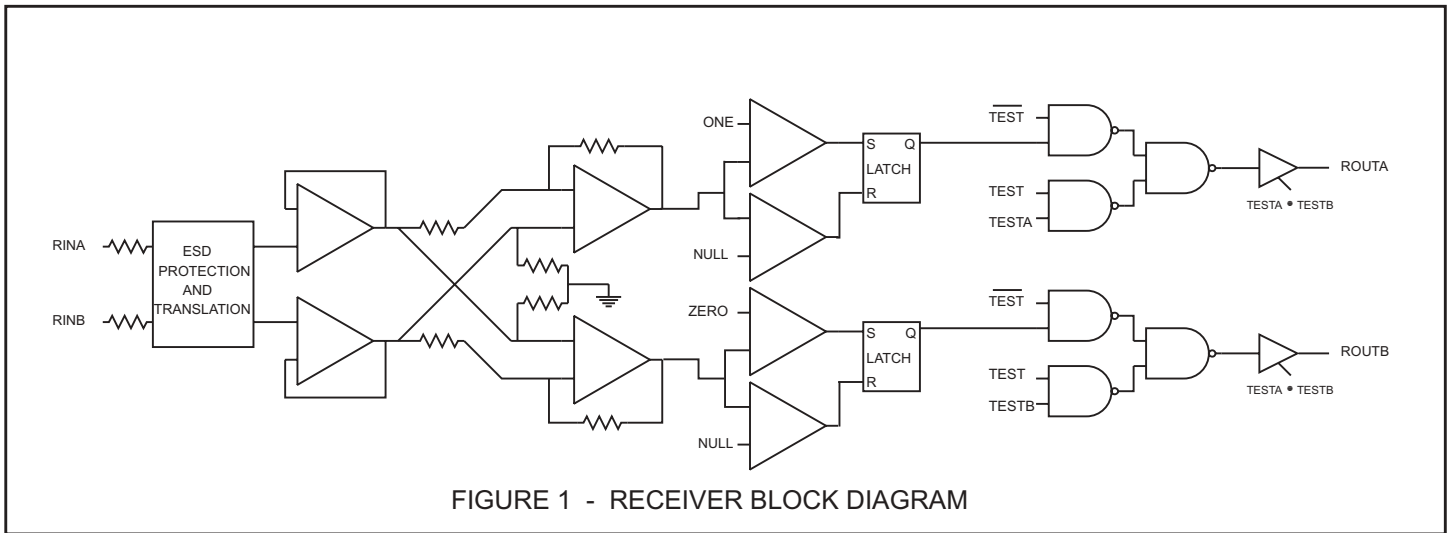 RINA
RINB
ESD
PROTECTION
AND
TRANSLATION
ONE
NULL
S Q
LATCH
R
TEST
TEST
TESTA
ROUTA
TESTA • TESTB
ZERO
NULL
S Q
LATCH
R
TEST
TEST
TESTB
ROUTB
TESTA • TESTB
FIGURE 1 - RECEIVER BLOCK DIAGRAM